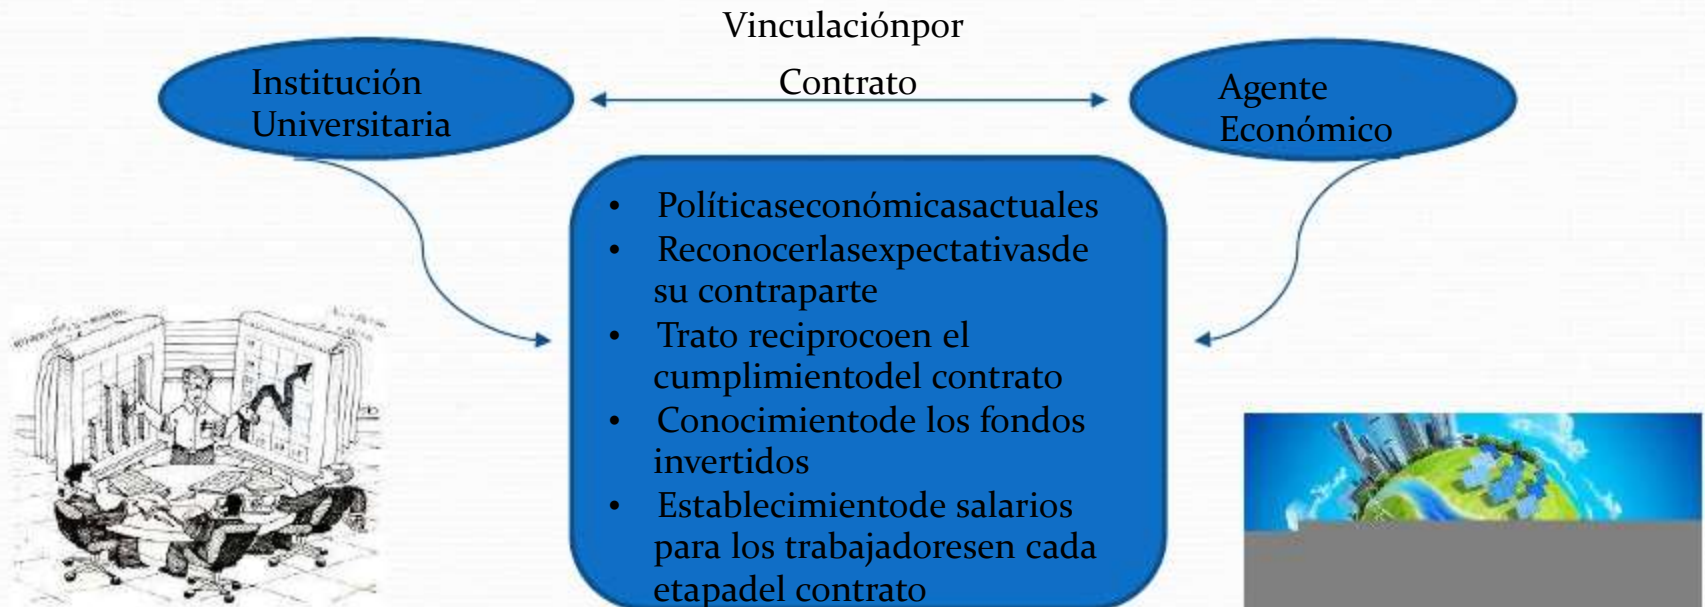 Vinculaciónpor
Contrato
Institución
Universitaria
Agente
Económico
• Políticaseconómicasactuales
• Reconocerlasexpectativasde
su contraparte
• Trato reciprocoen el
cumplimientodel contrato
• Conocimientode los fondos
invertidos
• Establecimientode salarios
para los trabajadoresen cada
etapadel contrato